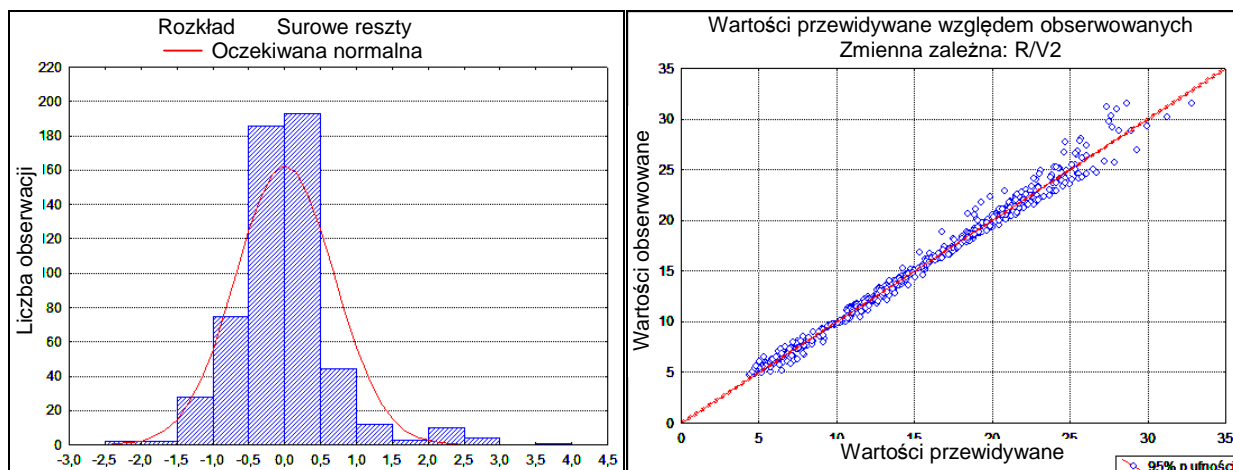 Rozkład Surowe reszty
Oczekiwana normalna
Liczba obserwacji
220
200
180
160
140
120
100
80
60
40
20
0
-3,0 -2,5 -2,0 -1,5 -1,0 -0,5 0,0 0,5 1,0 1,5 2,0 2,5 3,0 3,5 4,0 4,5
Wartości przewidywane względem obserwowanych
Zmienna zależna: R/V2
Wartości obserwowane
35
30
25
20
15
10
5
0
0 5 10 15 20 25 30 35
Wartości przewidywane
95% p.ufności